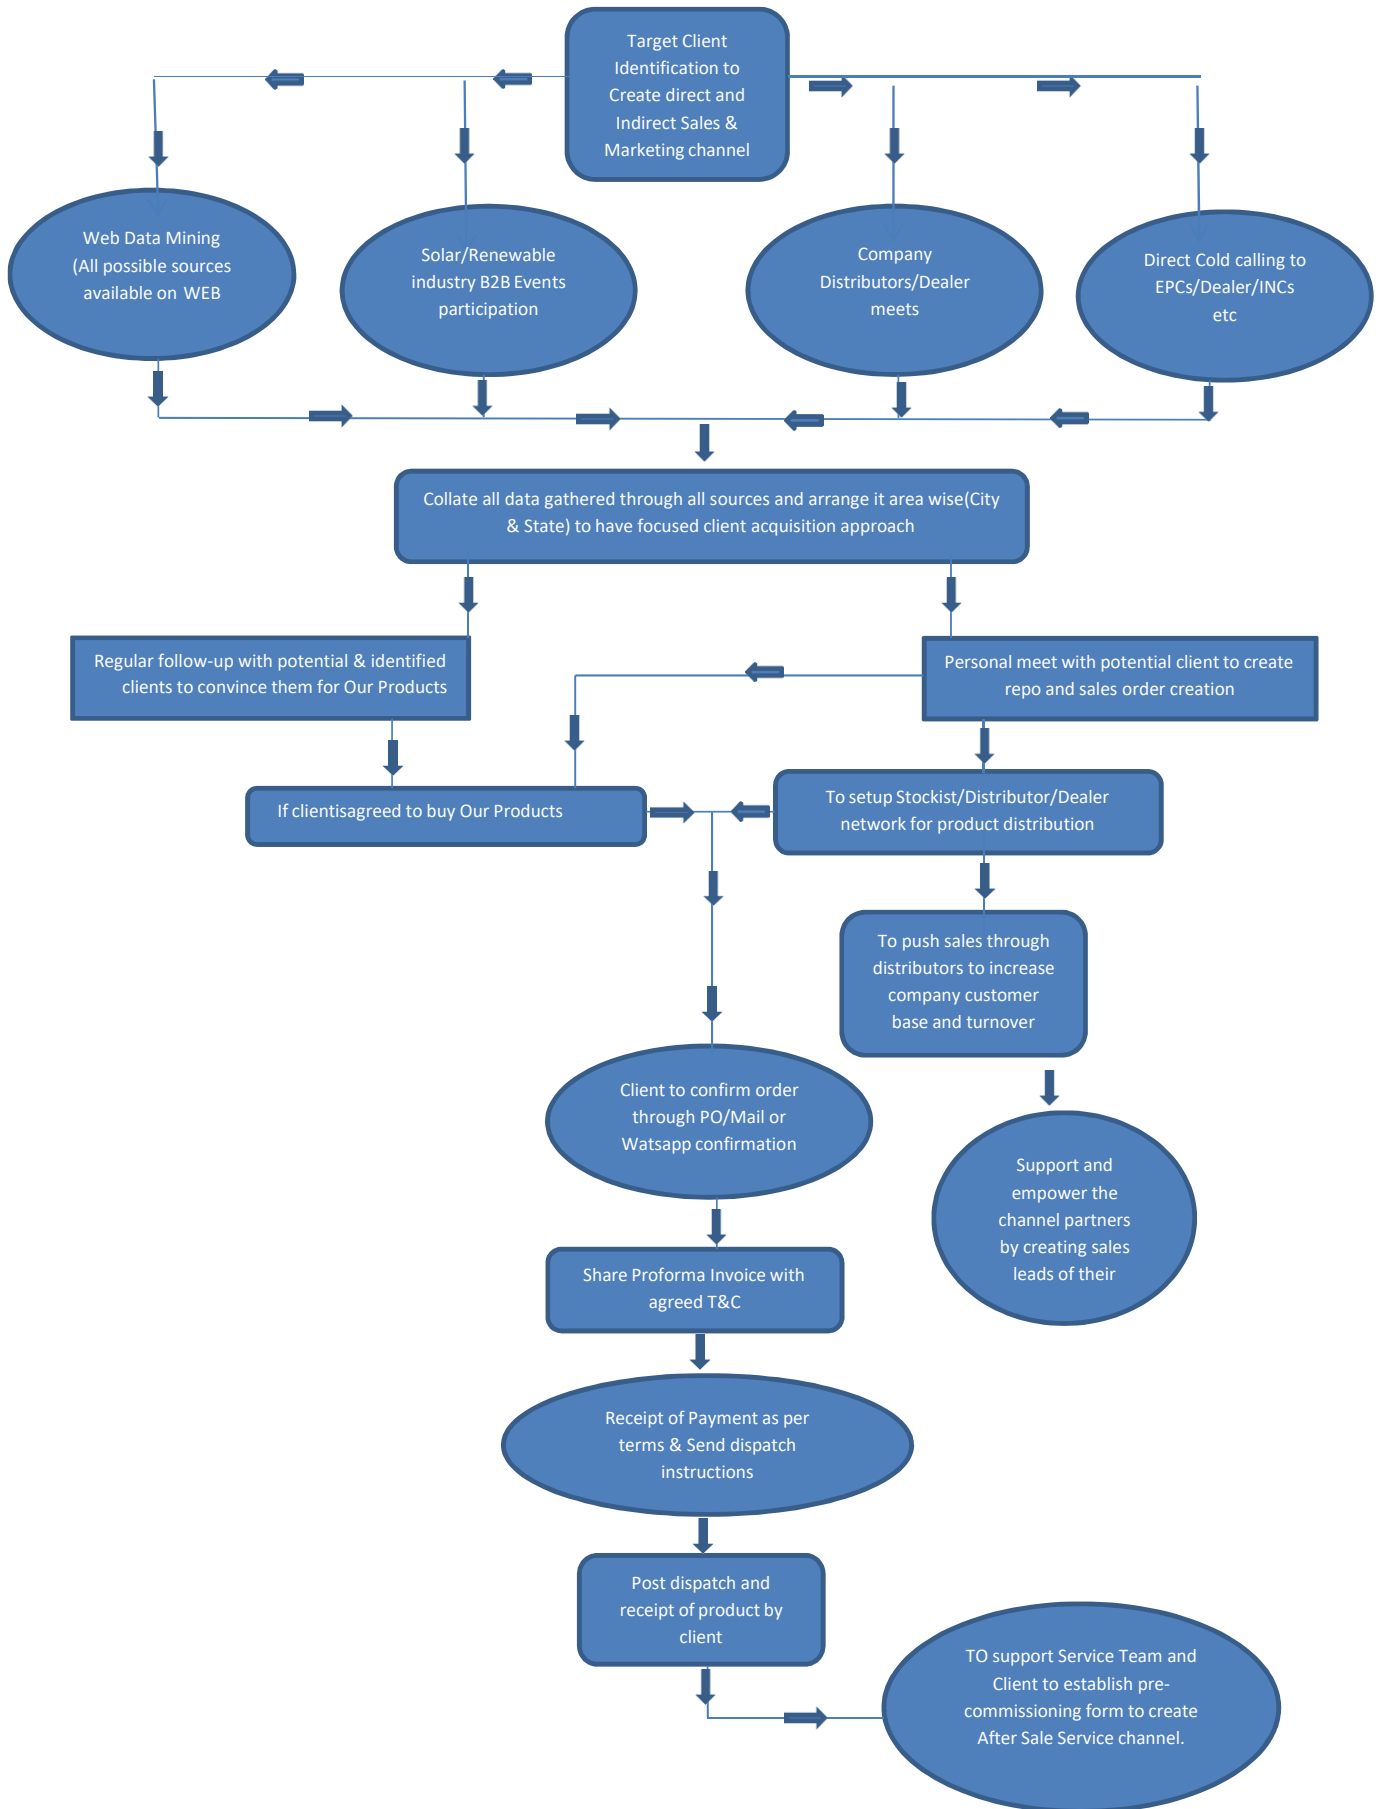 Target Client
Identification to
Create direct and
Indirect Sales &
Marketing channel
Web Data Mining
(All possible sources
available on WEB
Solar/Renewable
industry B2B Events
participation
Company
Distributors/Dealer
meets
Direct Cold calling to
EPCs/Dealer/INCs
etc
Collate all data gathered through all sources and arrange it area wise(City
& State) to have focused client acquisition approach
Regular follow-up with potential & identified
clients to convince them for Our Products
Personal meet with potential client to create
repo and sales order creation
If clientisagreed to buy Our Products
To setup Stockist/Distributor/Dealer
network for product distribution
To push sales through
distributors to increase
company customer
base and turnover
Client to confirm order
through PO/Mail or
Watsapp confirmation
Support and
empower the
channel partners
by creating sales
leads of their
Share Proforma Invoice with
agreed T&C
Receipt of Payment as per
terms & Send dispatch
instructions
Post dispatch and
receipt of product by
client
TO support Service Team and
Client to establish pre-
commissioning form to create
After Sale Service channel.